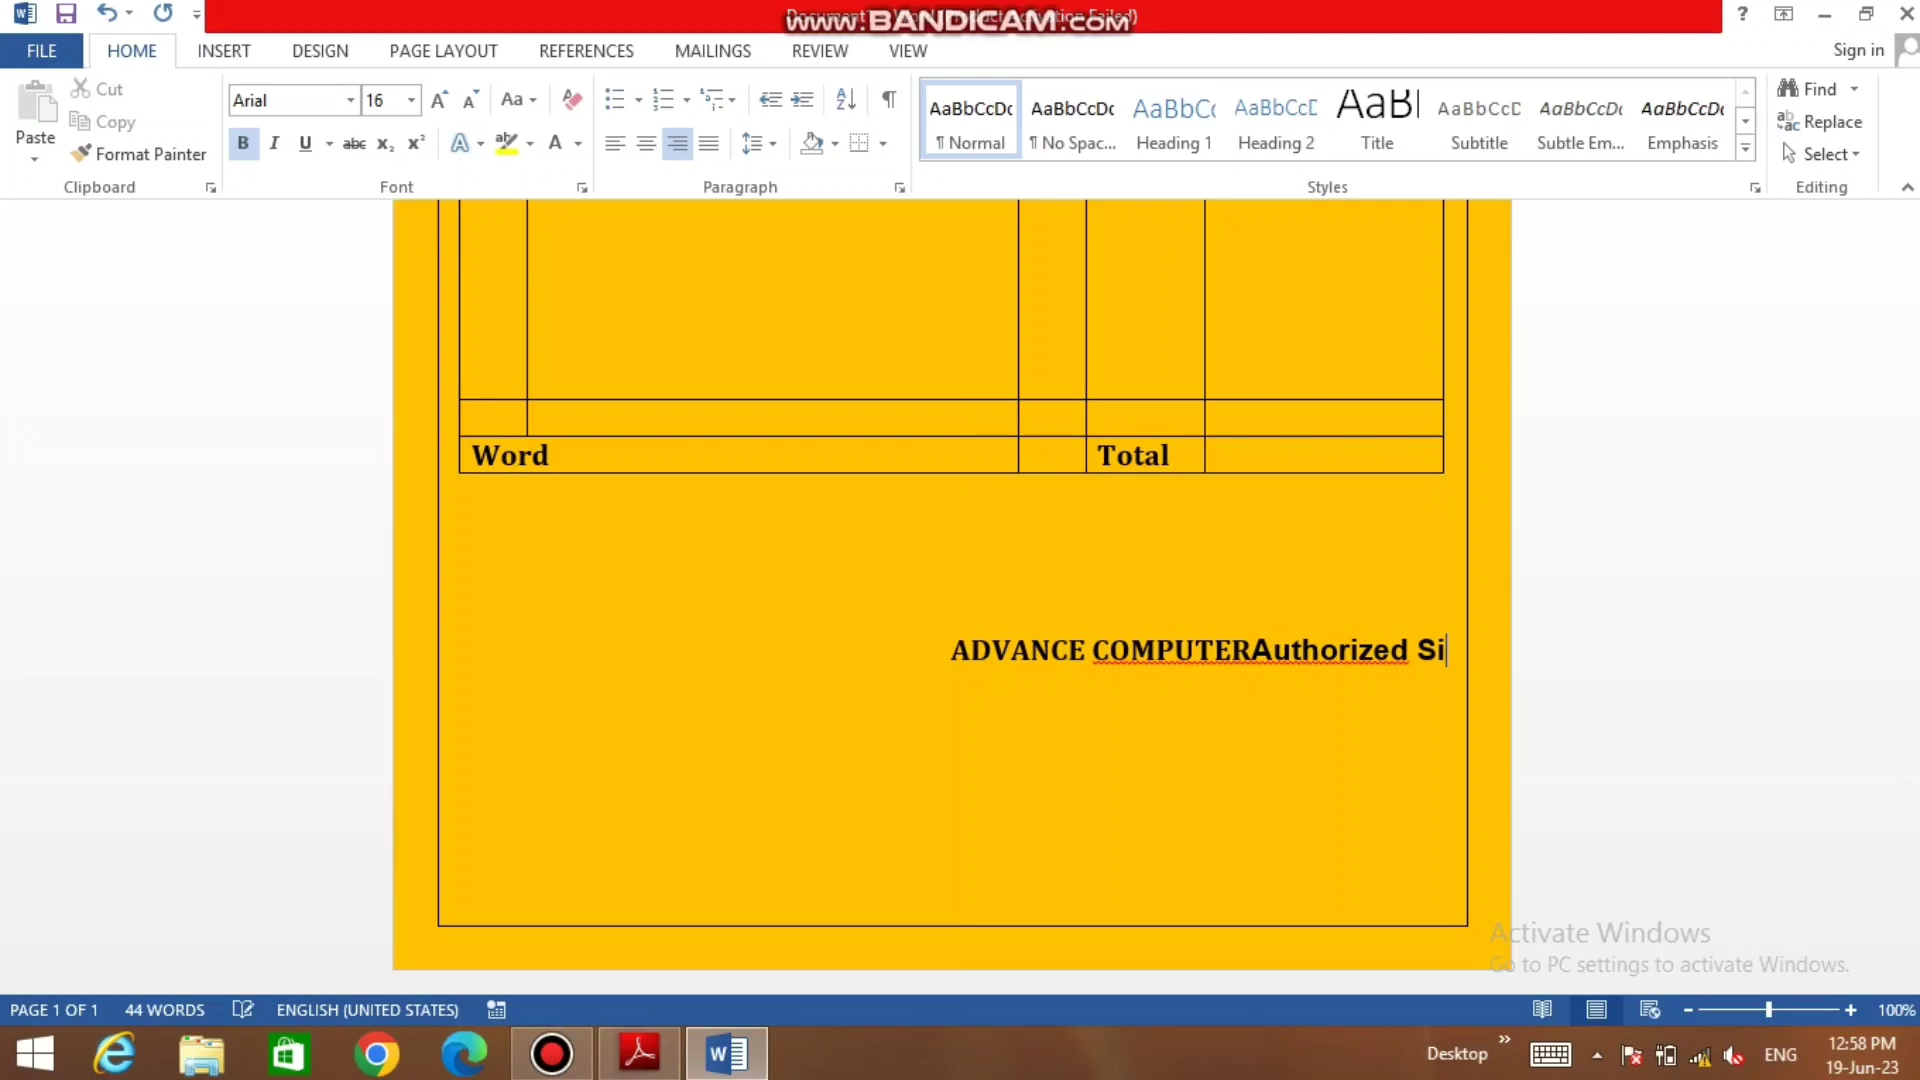 www.BANDICAM.com
FILE HOME INSERT DESIGN PAGE LAYOUT REFERENCES MAILINGS REVIEW VIEW Sign in
Paste Cut Copy Format Painter
Arial 16 Aa
B I U abc x₂ x² A ab A
AaBbCcDc AaBbCcDc AaBbC AaBbCcD AaB AaBbCcD AaBbCcDc AaBbCcDc
¶ Normal ¶ No Spac... Heading 1 Heading 2 Title Subtitle Subtle Em... Emphasis
Find Replace Select
Clipboard Font Paragraph Styles Editing
Word Total
ADVANCE COMPUTERAuthorized Si
Activate Windows
Go to PC settings to activate Windows.
PAGE 1 OF 1 44 WORDS ENGLISH (UNITED STATES) 100%
Desktop ENG 12:58 PM
19-Jun-23